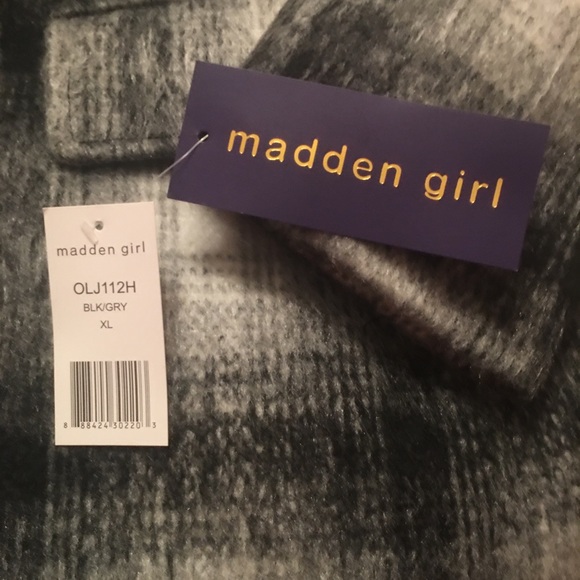 madden girl
madden girl
OLJ112H
BLK/GRY
XL
8 88424 30220 3